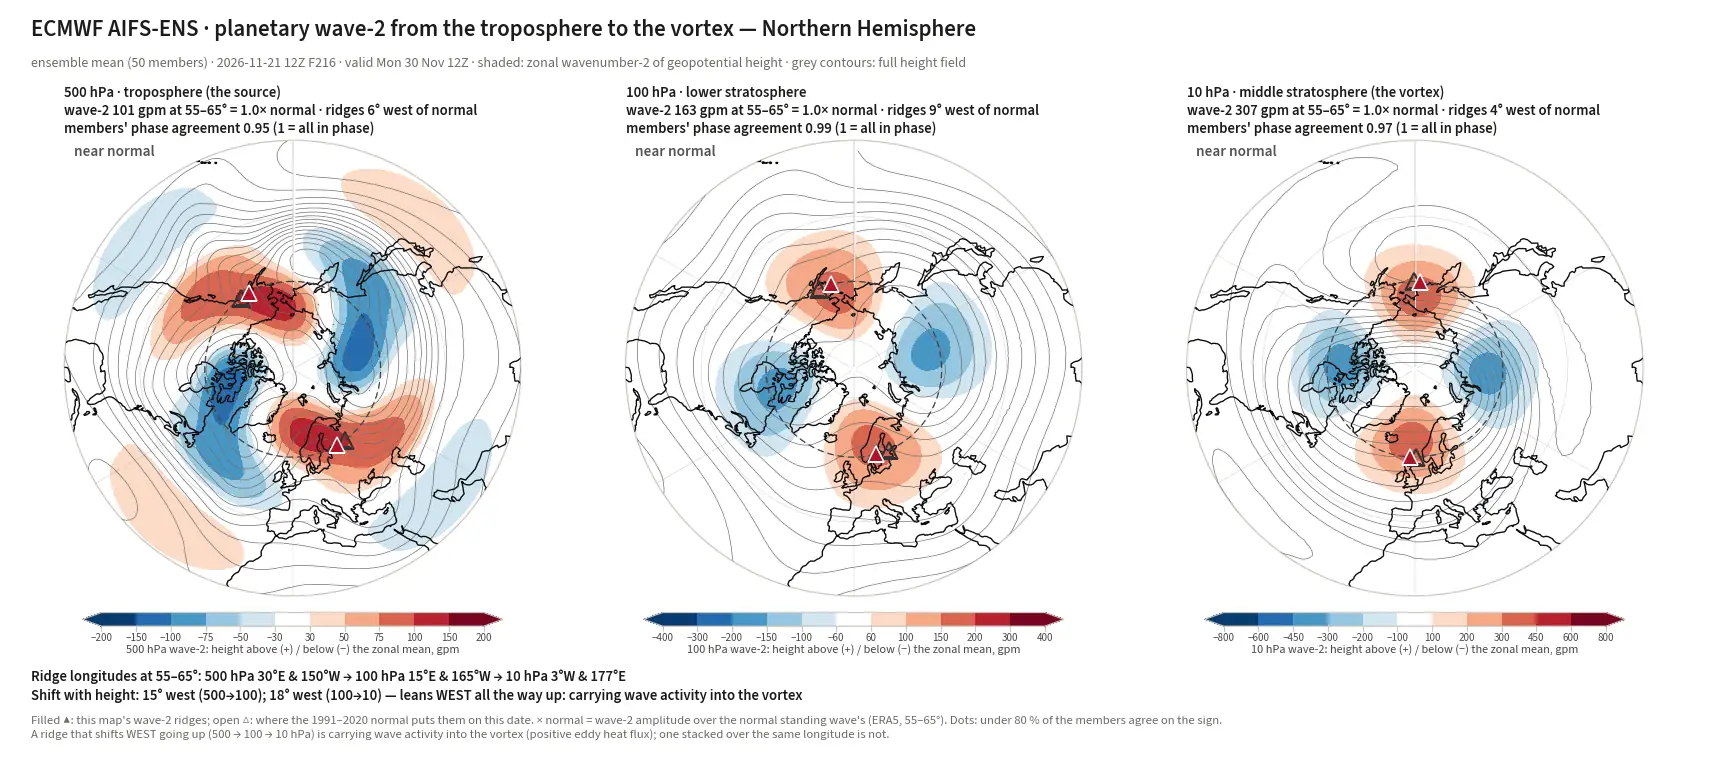 ECMWF AIFS-ENS · planetary wave-2 from the troposphere to the vortex — Northern Hemisphere
ensemble mean (50 members) · 2026-11-21 12Z F216 · valid Mon 30 Nov 12Z · shaded: zonal wavenumber-2 of geopotential height · grey contours: full height field
500 hPa · troposphere (the source)
wave-2 101 gpm at 55–65° = 1.0× normal · ridges 6° west of normal
members' phase agreement 0.95 (1 = all in phase)
near normal
−200 −150 −100 −75 −50 −30 30 50 75 100 150 200
500 hPa wave-2: height above (+) / below (−) the zonal mean, gpm
100 hPa · lower stratosphere
wave-2 163 gpm at 55–65° = 1.0× normal · ridges 9° west of normal
members' phase agreement 0.99 (1 = all in phase)
near normal
−400 −300 −200 −150 −100 −60 60 100 150 200 300 400
100 hPa wave-2: height above (+) / below (−) the zonal mean, gpm
10 hPa · middle stratosphere (the vortex)
wave-2 307 gpm at 55–65° = 1.0× normal · ridges 4° west of normal
members' phase agreement 0.97 (1 = all in phase)
near normal
−800 −600 −450 −300 −200 −100 100 200 300 450 600 800
10 hPa wave-2: height above (+) / below (−) the zonal mean, gpm
Ridge longitudes at 55–65°: 500 hPa 30°E & 150°W → 100 hPa 15°E & 165°W → 10 hPa 3°W & 177°E
Shift with height: 15° west (500→100); 18° west (100→10) — leans WEST all the way up: carrying wave activity into the vortex
Filled ▲: this map's wave-2 ridges; open △: where the 1991–2020 normal puts them on this date. × normal = wave-2 amplitude over the normal standing wave's (ERA5, 55–65°). Dots: under 80 % of the members agree on the sign.
A ridge that shifts WEST going up (500 → 100 → 10 hPa) is carrying wave activity into the vortex (positive eddy heat flux); one stacked over the same longitude is not.